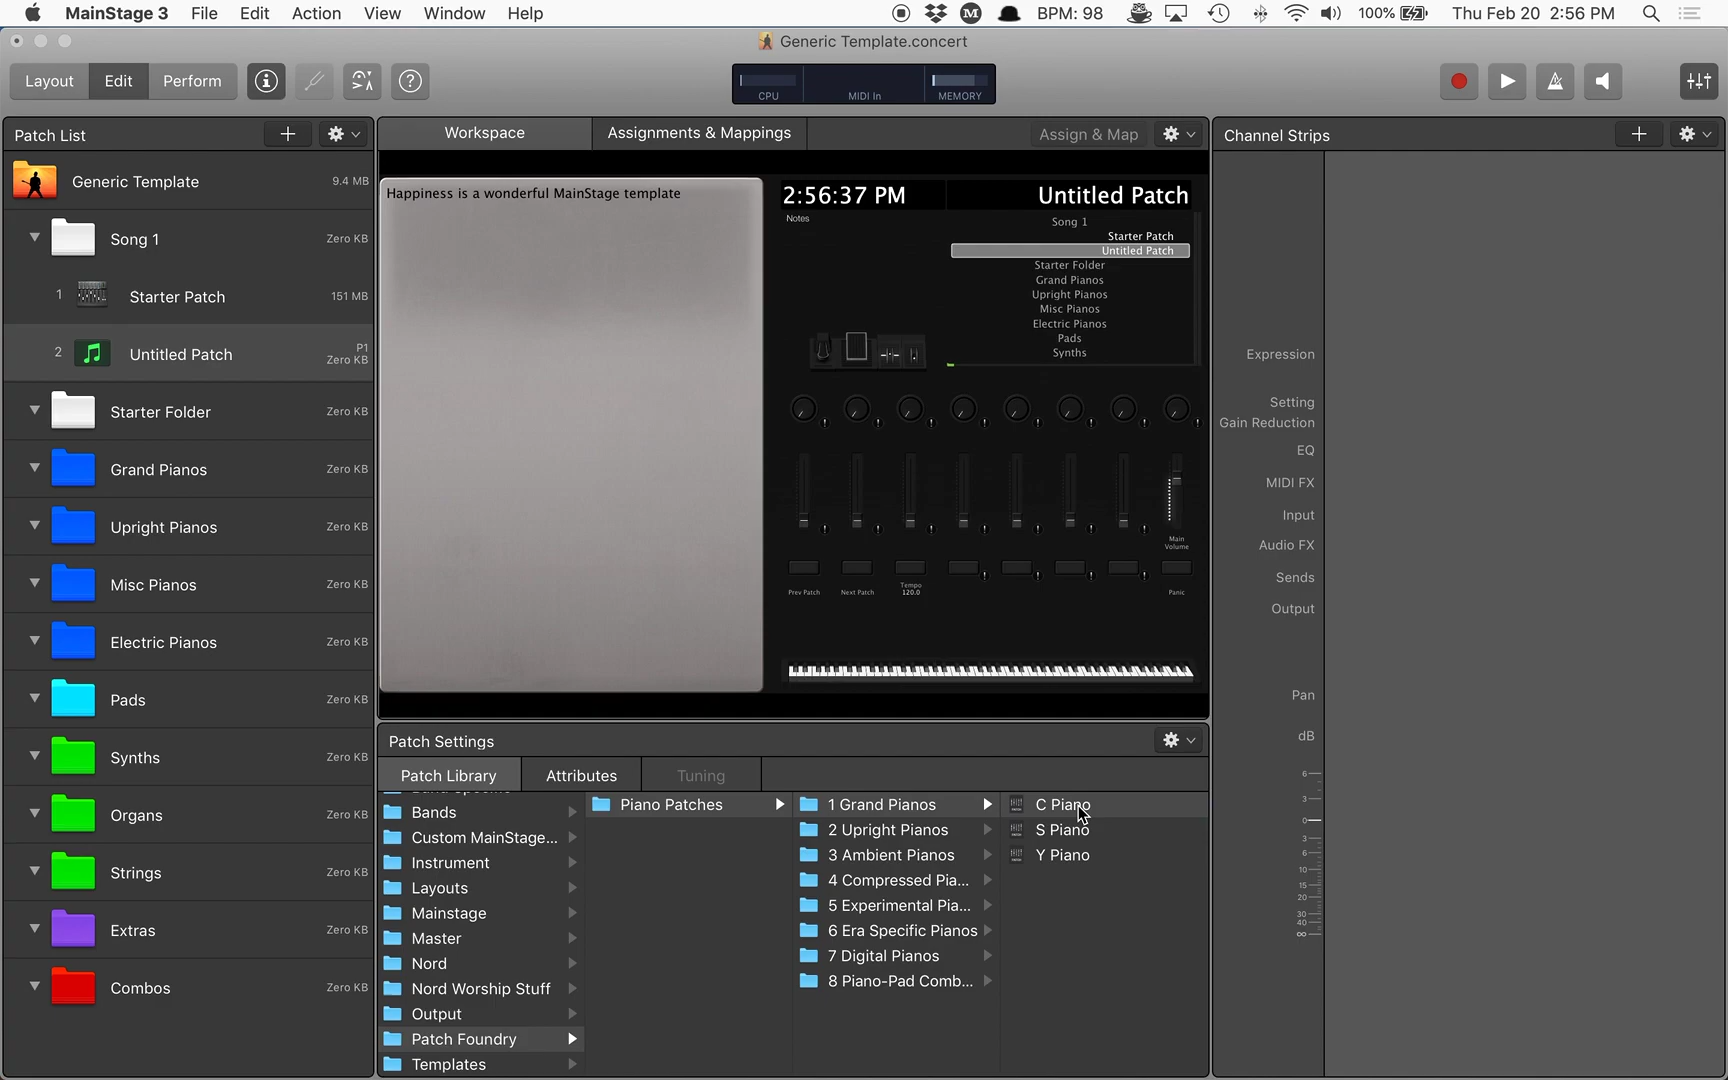 MainStage 3 File Edit Action View Window Help BPM: 98 100% Thu Feb 20 2:56 PM
Generic Template.concert
Layout Edit Perform
CPU MIDI In MEMORY
Patch List
Generic Template 9.4 MB
Song 1 Zero KB
1 Starter Patch 151 MB
2 Untitled Patch P1 Zero KB
Starter Folder Zero KB
Grand Pianos Zero KB
Upright Pianos Zero KB
Misc Pianos Zero KB
Electric Pianos Zero KB
Pads Zero KB
Synths Zero KB
Organs Zero KB
Strings Zero KB
Extras Zero KB
Combos Zero KB
Workspace Assignments & Mappings Assign & Map
Happiness is a wonderful MainStage template
2:56:37 PM Untitled Patch
Notes
Song 1
Starter Patch
Untitled Patch
Starter Folder
Grand Pianos
Upright Pianos
Misc Pianos
Electric Pianos
Pads
Synths
Main
Volume
Prev Patch Next Patch Tempo 120.0 Panic
Patch Settings
Patch Library Attributes Tuning
Bands
Custom MainStage...
Instrument
Layouts
Mainstage
Master
Nord
Nord Worship Stuff
Output
Patch Foundry
Templates
Piano Patches
1 Grand Pianos
2 Upright Pianos
3 Ambient Pianos
4 Compressed Pia...
5 Experimental Pia...
6 Era Specific Pianos
7 Digital Pianos
8 Piano-Pad Comb...
C Piano
S Piano
Y Piano
Channel Strips
Expression
Setting
Gain Reduction
EQ
MIDI FX
Input
Audio FX
Sends
Output
Pan
dB
6
3
0
3
6
10
15
20
30
40
∞